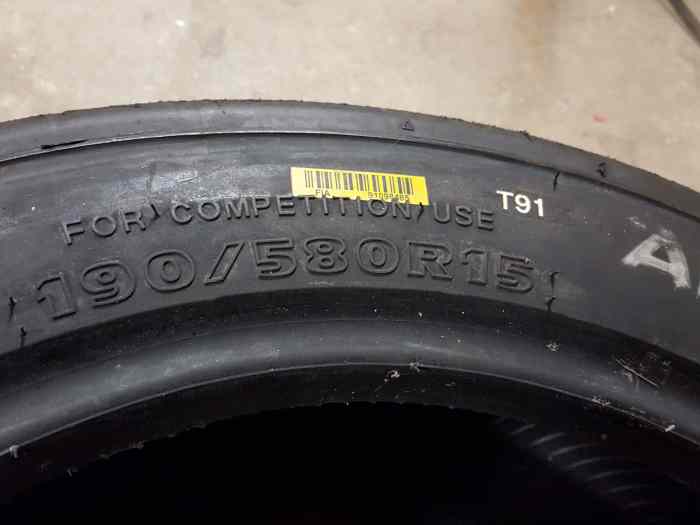 FIA
FOR COMPETITION USE
T91
190/580R15